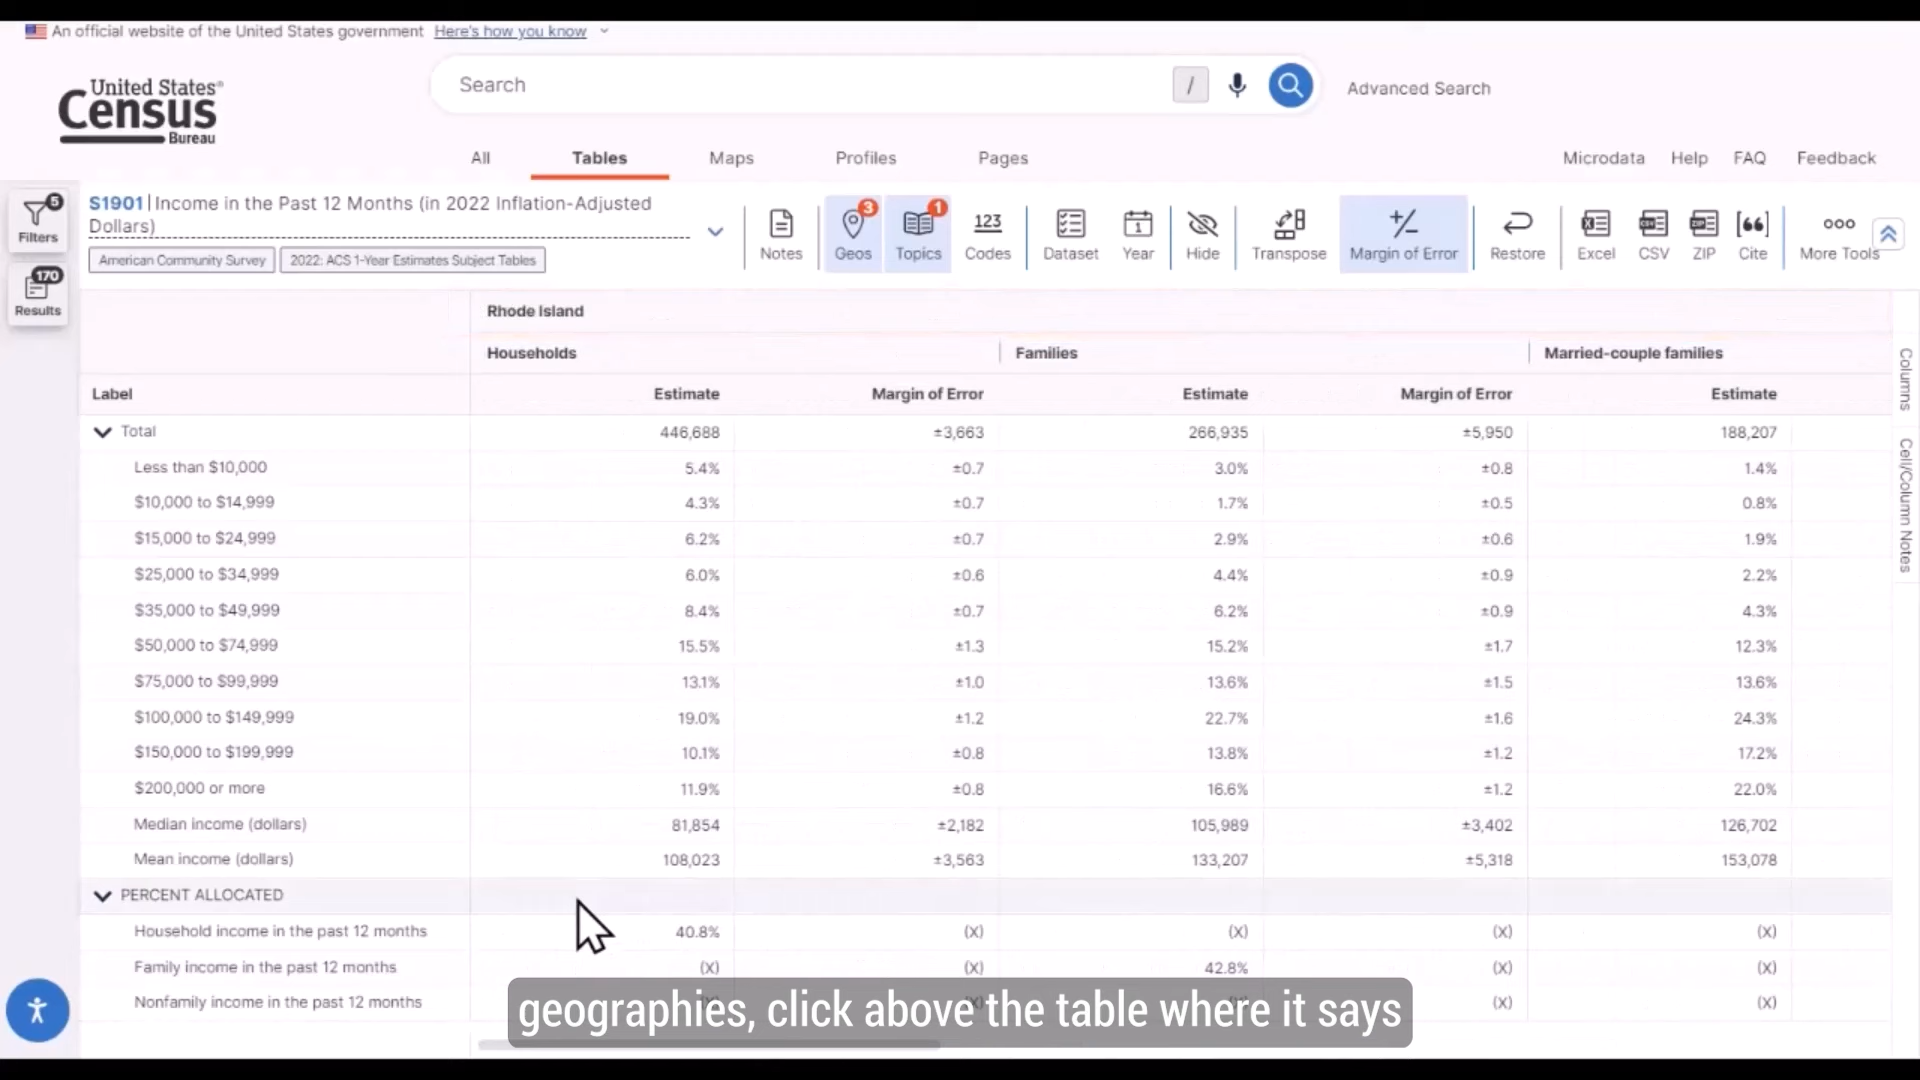 An official website of the United States government Here's how you know
United States®
Census
Bureau
Search / Advanced Search
All Tables Maps Profiles Pages Microdata Help FAQ Feedback
5
Filters
170
Results
S1901 | Income in the Past 12 Months (in 2022 Inflation-Adjusted
Dollars)
American Community Survey 2022: ACS 1-Year Estimates Subject Tables
Notes 3 Geos 1 Topics 123 Codes Dataset 1 Year Hide Transpose +/- Margin of Error Restore Excel CSV ZIP Cite More Tools
Rhode Island
Households Families Married-couple families
Label Estimate Margin of Error Estimate Margin of Error Estimate
Total 446,688 ±3,663 266,935 ±5,950 188,207
Less than $10,000 5.4% ±0.7 3.0% ±0.8 1.4%
$10,000 to $14,999 4.3% ±0.7 1.7% ±0.5 0.8%
$15,000 to $24,999 6.2% ±0.7 2.9% ±0.6 1.9%
$25,000 to $34,999 6.0% ±0.6 4.4% ±0.9 2.2%
$35,000 to $49,999 8.4% ±0.7 6.2% ±0.9 4.3%
$50,000 to $74,999 15.5% ±1.3 15.2% ±1.7 12.3%
$75,000 to $99,999 13.1% ±1.0 13.6% ±1.5 13.6%
$100,000 to $149,999 19.0% ±1.2 22.7% ±1.6 24.3%
$150,000 to $199,999 10.1% ±0.8 13.8% ±1.2 17.2%
$200,000 or more 11.9% ±0.8 16.6% ±1.2 22.0%
Median income (dollars) 81,854 ±2,182 105,989 ±3,402 126,702
Mean income (dollars) 108,023 ±3,563 133,207 ±5,318 153,078
PERCENT ALLOCATED
Household income in the past 12 months 40.8% (X) (X) (X) (X)
Family income in the past 12 months (X) (X) 42.8% (X) (X)
Nonfamily income in the past 12 months (X) (X)
Columns
Cell/Column Notes
geographies, click above the table where it says